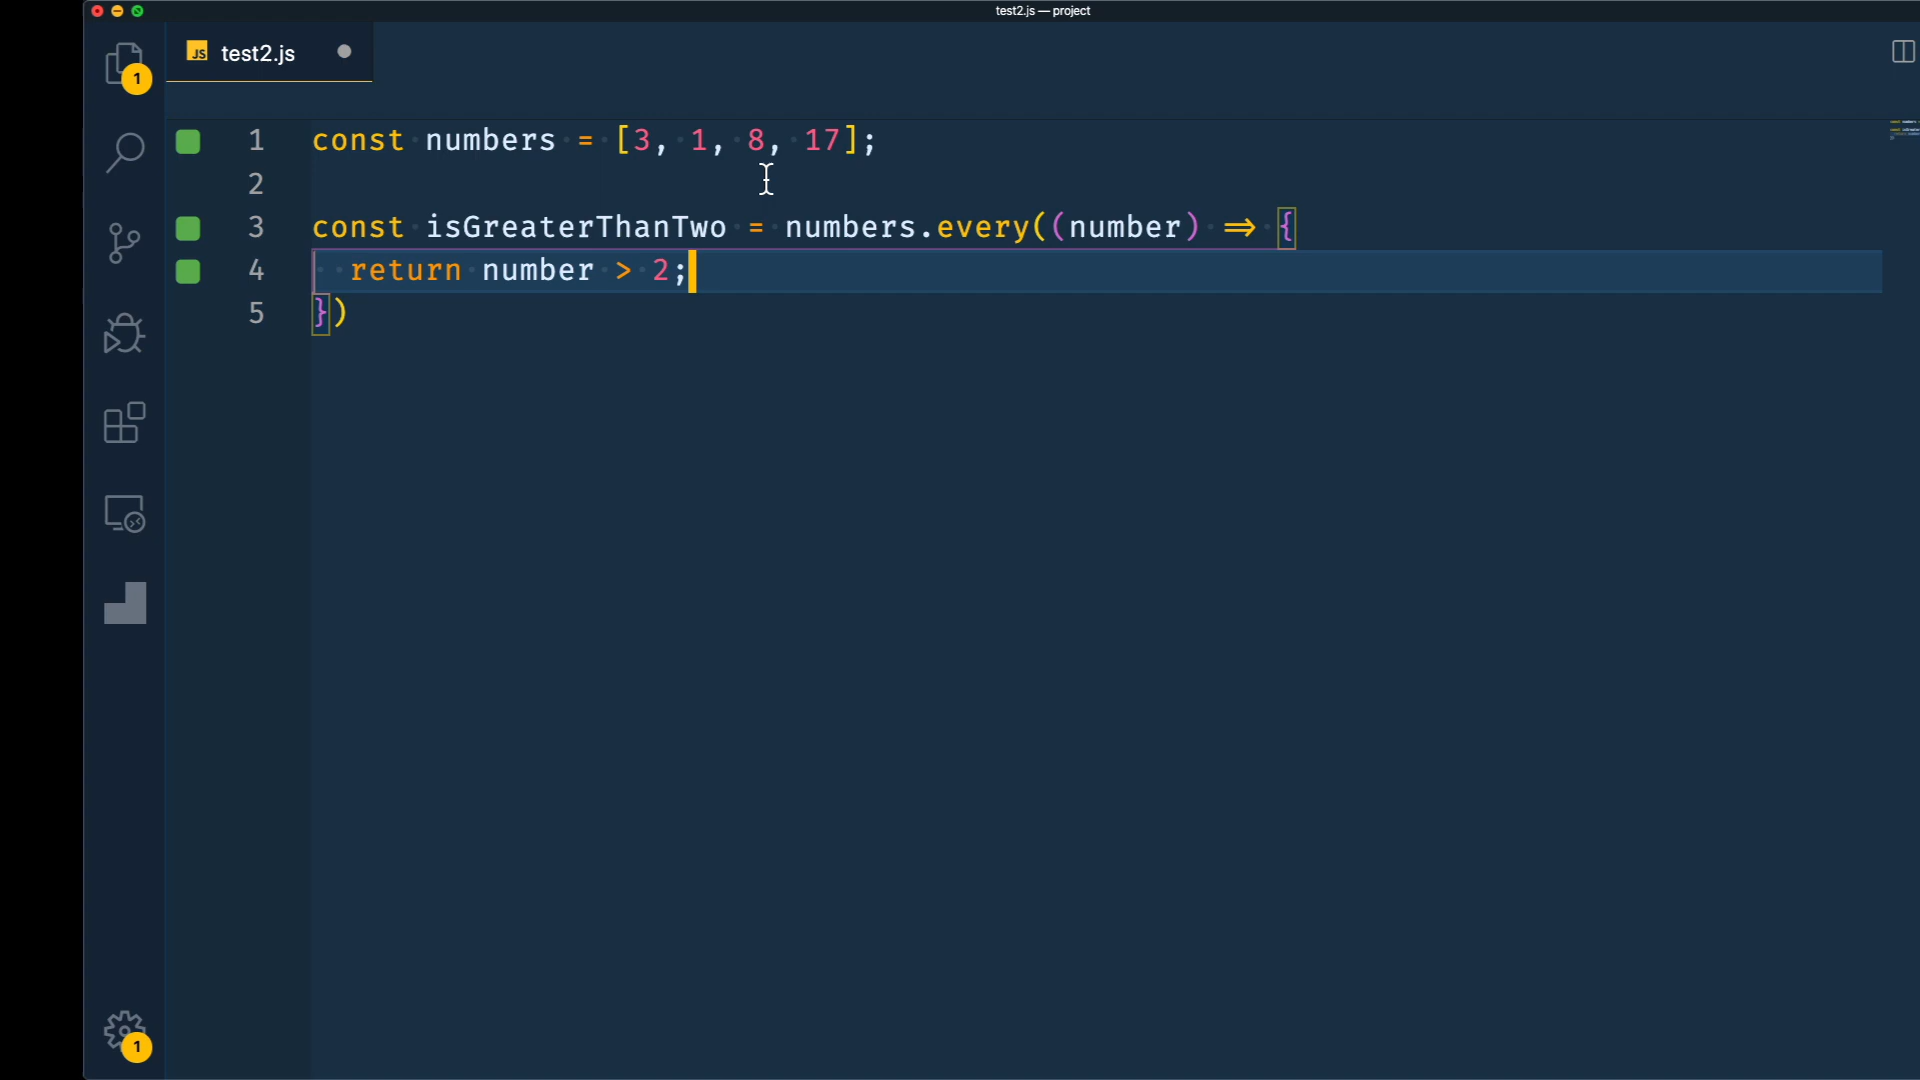 test2.js — project
JS test2.js
1
1 const numbers = [3, 1, 8, 17];
2
3 const isGreaterThanTwo = numbers.every((number) => {
4 return number > 2;
5 })
1